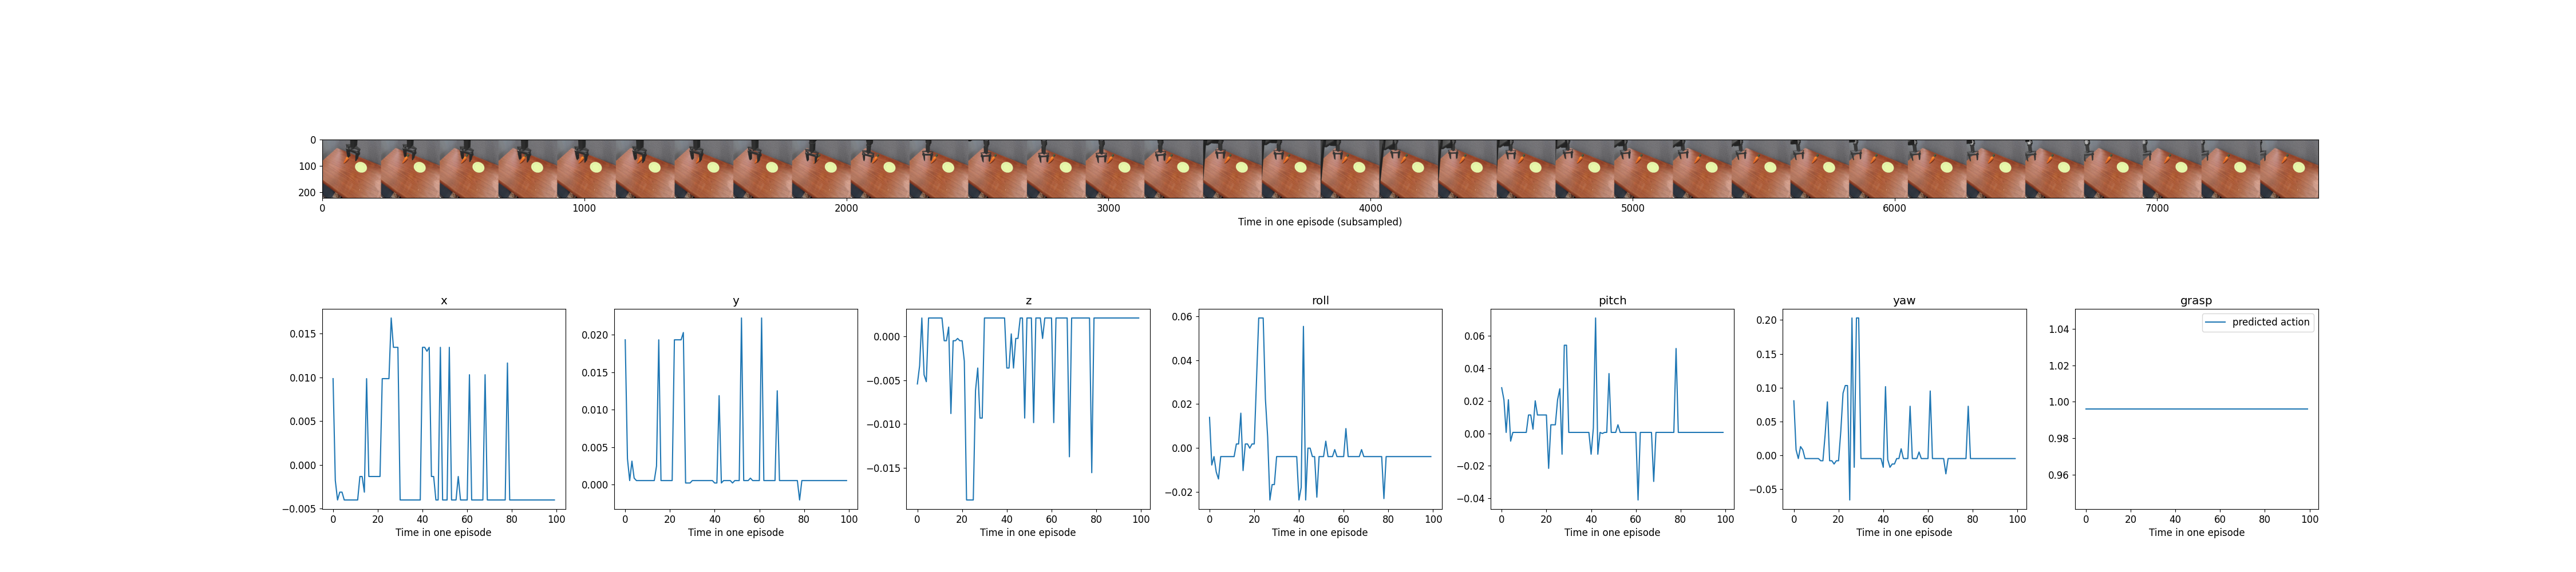 0
100
200
0 1000 2000 3000 4000 5000 6000 7000
Time in one episode (subsampled)
x
0.015
0.010
0.005
0.000
−0.005
0 20 40 60 80 100
Time in one episode
y
0.020
0.015
0.010
0.005
0.000
0 20 40 60 80 100
Time in one episode
z
0.000
−0.005
−0.010
−0.015
0 20 40 60 80 100
Time in one episode
roll
0.06
0.04
0.02
0.00
−0.02
0 20 40 60 80 100
Time in one episode
pitch
0.06
0.04
0.02
0.00
−0.02
−0.04
0 20 40 60 80 100
Time in one episode
yaw
0.20
0.15
0.10
0.05
0.00
−0.05
0 20 40 60 80 100
Time in one episode
grasp
predicted action
1.04
1.02
1.00
0.98
0.96
0 20 40 60 80 100
Time in one episode